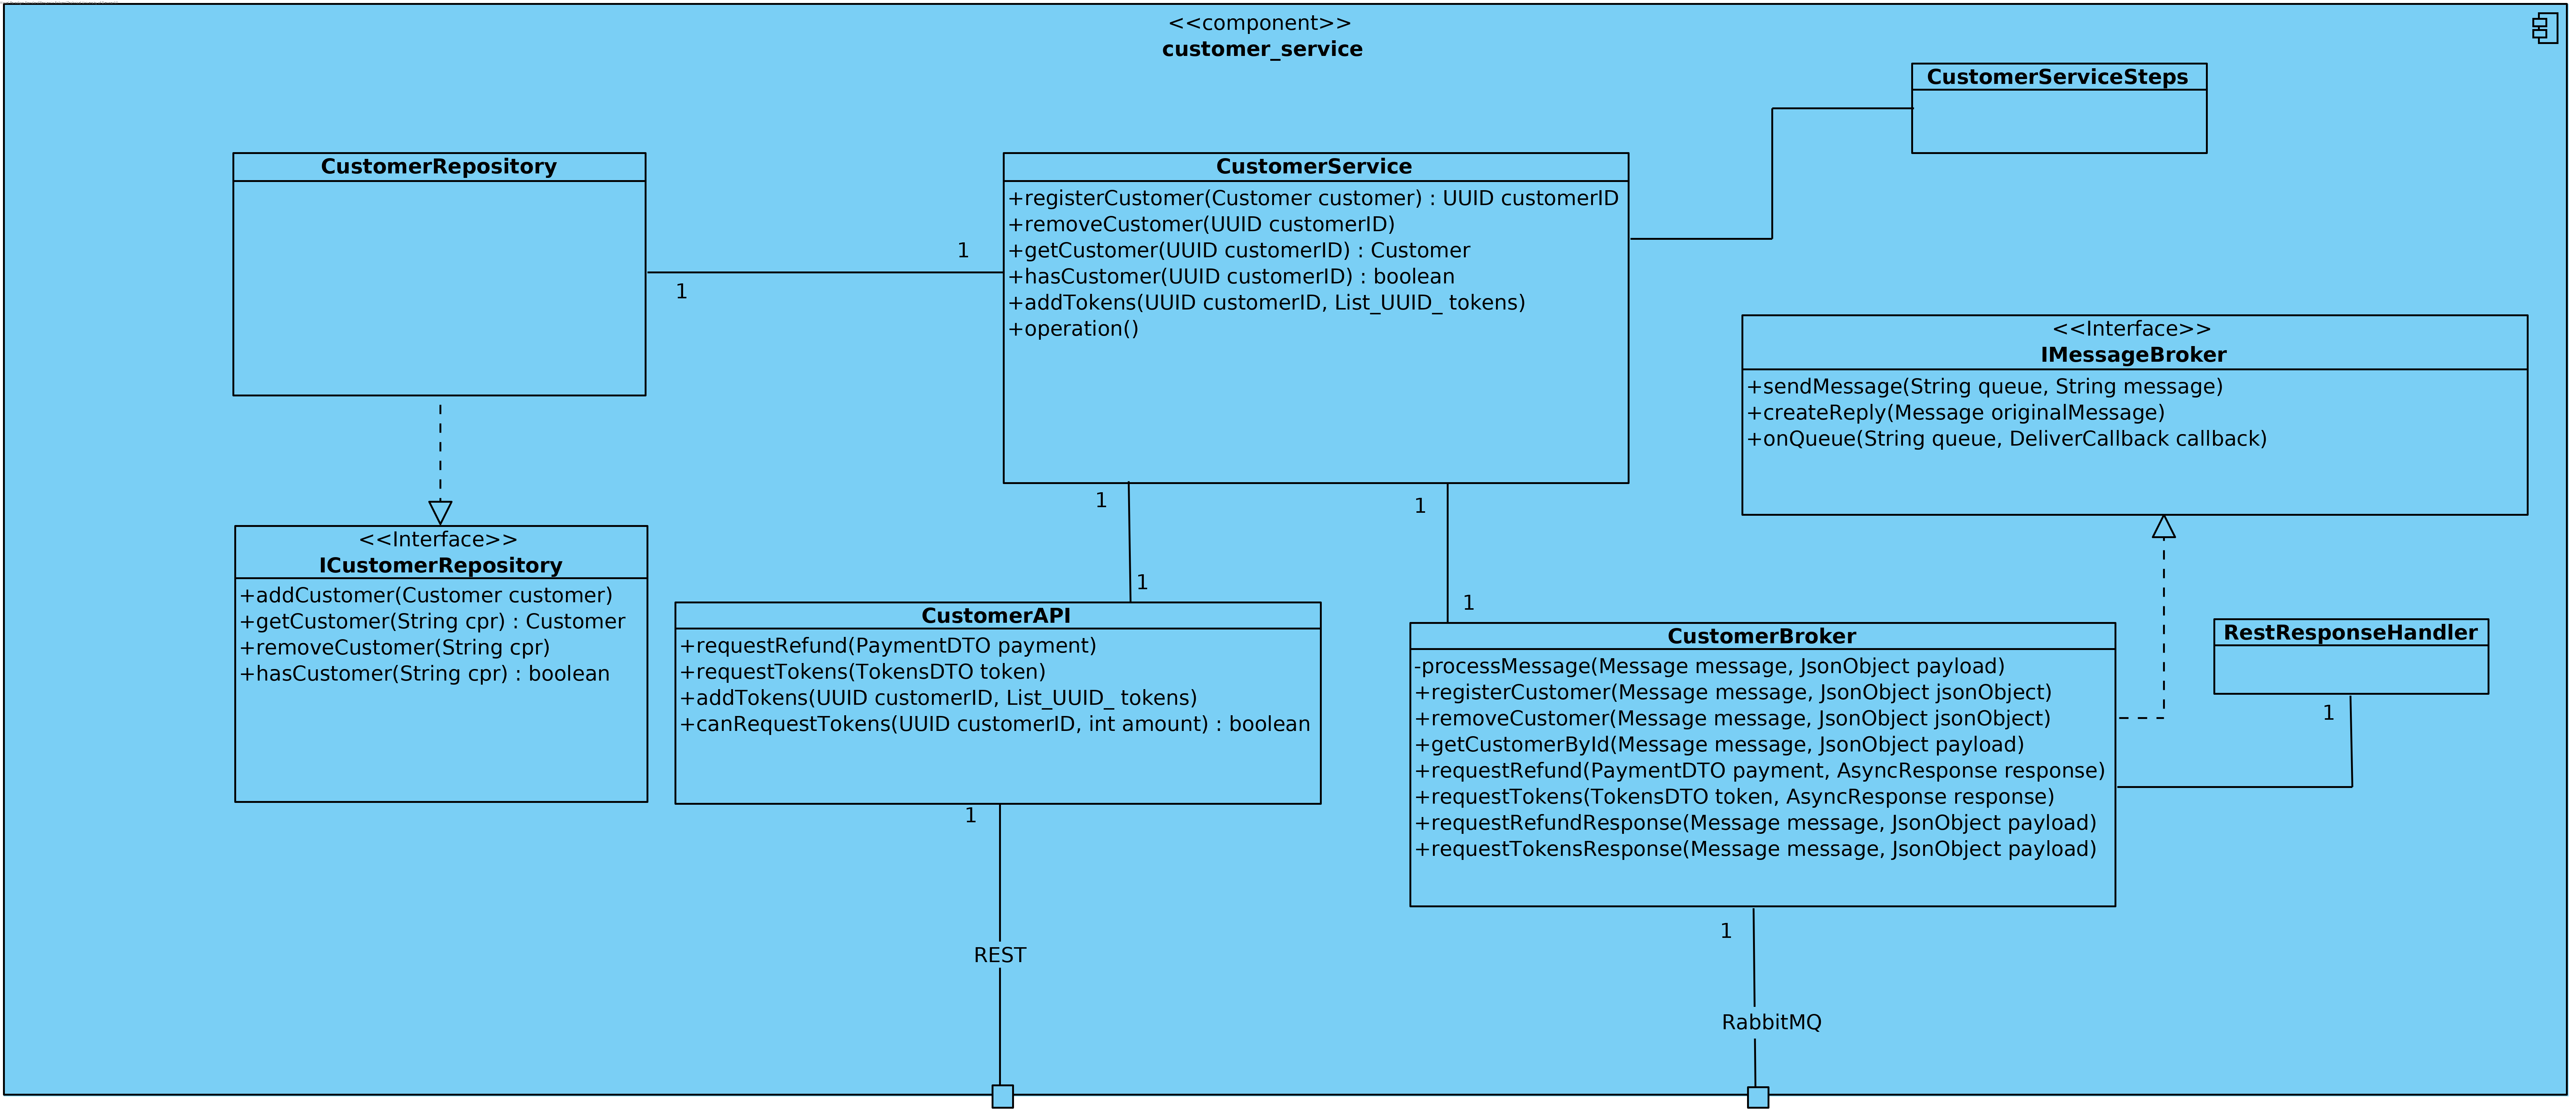 <<component>>
customer_service
CustomerServiceSteps
CustomerRepository
CustomerService
+registerCustomer(Customer customer) : UUID customerID
+removeCustomer(UUID customerID)
+getCustomer(UUID customerID) : Customer
+hasCustomer(UUID customerID) : boolean
+addTokens(UUID customerID, List_UUID_ tokens)
+operation()
1
1
<<Interface>>
IMessageBroker
+sendMessage(String queue, String message)
+createReply(Message originalMessage)
+onQueue(String queue, DeliverCallback callback)
<<Interface>>
ICustomerRepository
+addCustomer(Customer customer)
+getCustomer(String cpr) : Customer
+removeCustomer(String cpr)
+hasCustomer(String cpr) : boolean
1
1
1
1
CustomerAPI
+requestRefund(PaymentDTO payment)
+requestTokens(TokensDTO token)
+addTokens(UUID customerID, List_UUID_ tokens)
+canRequestTokens(UUID customerID, int amount) : boolean
1
CustomerBroker
-processMessage(Message message, JsonObject payload)
+registerCustomer(Message message, JsonObject jsonObject)
+removeCustomer(Message message, JsonObject jsonObject)
+getCustomerById(Message message, JsonObject payload)
+requestRefund(PaymentDTO payment, AsyncResponse response)
+requestTokens(TokensDTO token, AsyncResponse response)
+requestRefundResponse(Message message, JsonObject payload)
+requestTokensResponse(Message message, JsonObject payload)
RestResponseHandler
1
1
REST
RabbitMQ